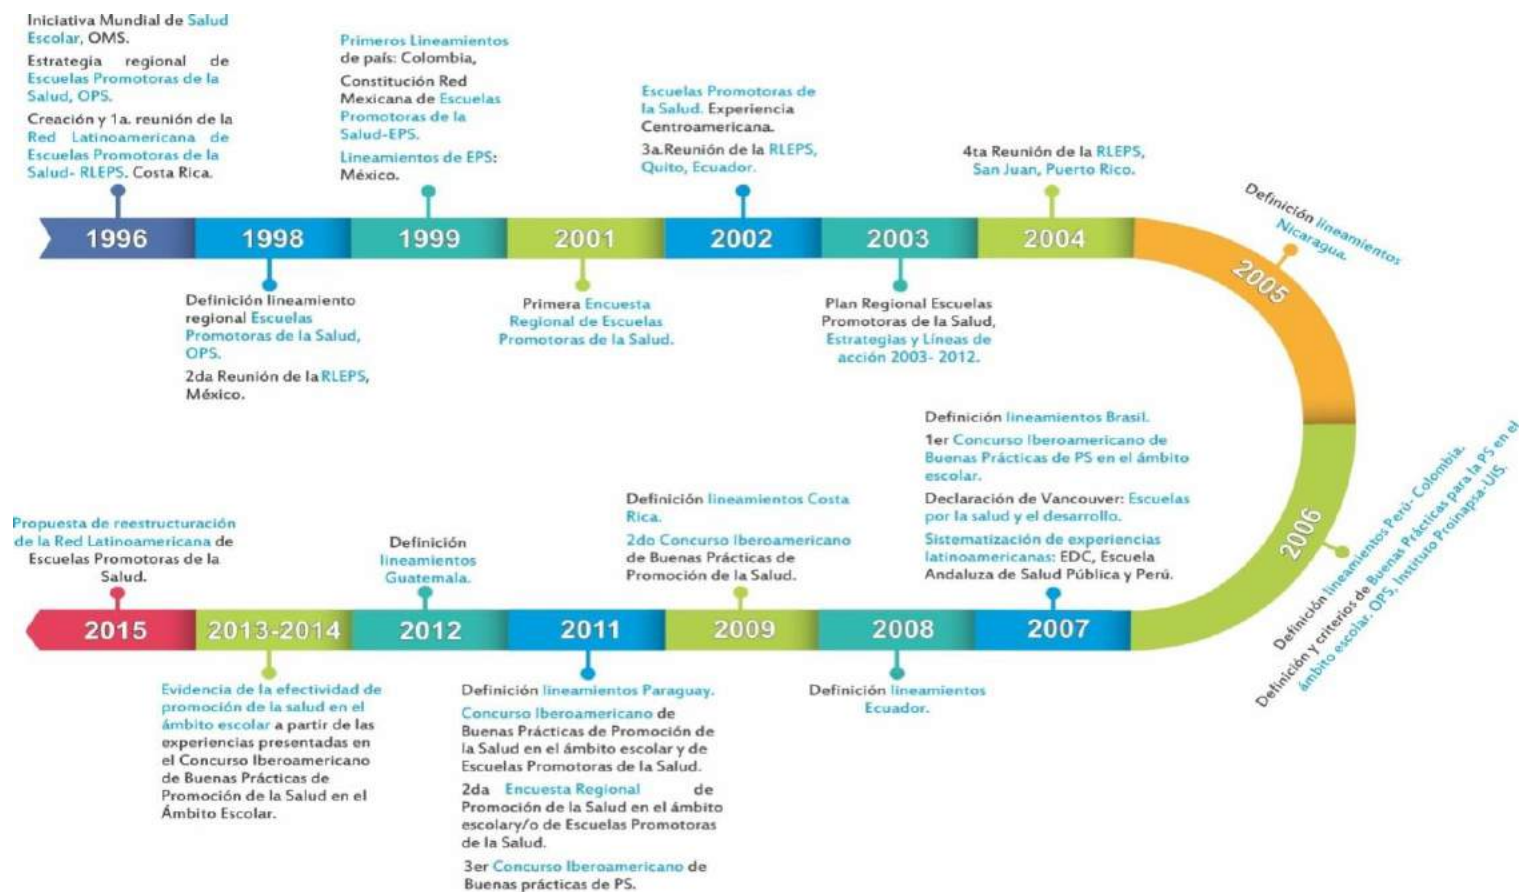 Iniciativa Mundial de Salud
Escolar, OMS.
Estrategia regional de
Escuelas Promotoras de la
Salud, OPS.
Creación y 1a. reunión de la
Red Latinoamericana de
Escuelas Promotoras de la
Salud- RLEPS. Costa Rica.
1996
1998
Definición lineamiento
regional Escuelas
Promotoras de la Salud,
OPS.
2da Reunión de la RLEPS,
México.
Primeros Lineamientos
de país: Colombia,
Constitución Red
Mexicana de Escuelas
Promotoras de la
Salud-EPS.
Lineamientos de EPS:
México.
1999
2001
Primera Encuesta
Regional de Escuelas
Promotoras de la Salud.
Escuelas Promotoras de
la Salud. Experiencia
Centroamericana.
3a.Reunión de la RLEPS,
Quito, Ecuador.
2002
2003
Plan Regional Escuelas
Promotoras de la Salud,
Estrategias y Líneas de
acción 2003- 2012.
4ta Reunión de la RLEPS,
San Juan, Puerto Rico.
2004
Definición lineamientos
Nicaragua.
2005
2006
Definición lineamientos Perú- Colombia.
Definición y criterios de Buenas Prácticas para la PS en el
ámbito escolar. OPS, Instituto Proinapsa-UIS.
Definición lineamientos Brasil.
1er Concurso Iberoamericano de
Buenas Prácticas de PS en el ámbito
escolar.
Declaración de Vancouver: Escuelas
por la salud y el desarrollo.
Sistematización de experiencias
latinoamericanas: EDC, Escuela
Andaluza de Salud Pública y Perú.
2007
2008
Definición lineamientos
Ecuador.
Definición lineamientos Costa
Rica.
2do Concurso Iberoamericano
de Buenas Prácticas de
Promoción de la Salud.
2009
2011
Definición lineamientos Paraguay.
Concurso Iberoamericano de
Buenas Prácticas de Promoción de
la Salud en el ámbito escolar y de
Escuelas Promotoras de la Salud.
2da Encuesta Regional de
Promoción de la Salud en el ámbito
escolary/o de Escuelas Promotoras
de la Salud.
3er Concurso Iberoamericano de
Buenas prácticas de PS.
Definición
lineamientos
Guatemala.
2012
2013-2014
Evidencia de la efectividad de
promoción de la salud en el
ámbito escolar a partir de las
experiencias presentadas en
el Concurso Iberoamericano
de Buenas Prácticas de
Promoción de la Salud en el
Ámbito Escolar.
Propuesta de reestructuración
de la Red Latinoamericana de
Escuelas Promotoras de la
Salud.
2015